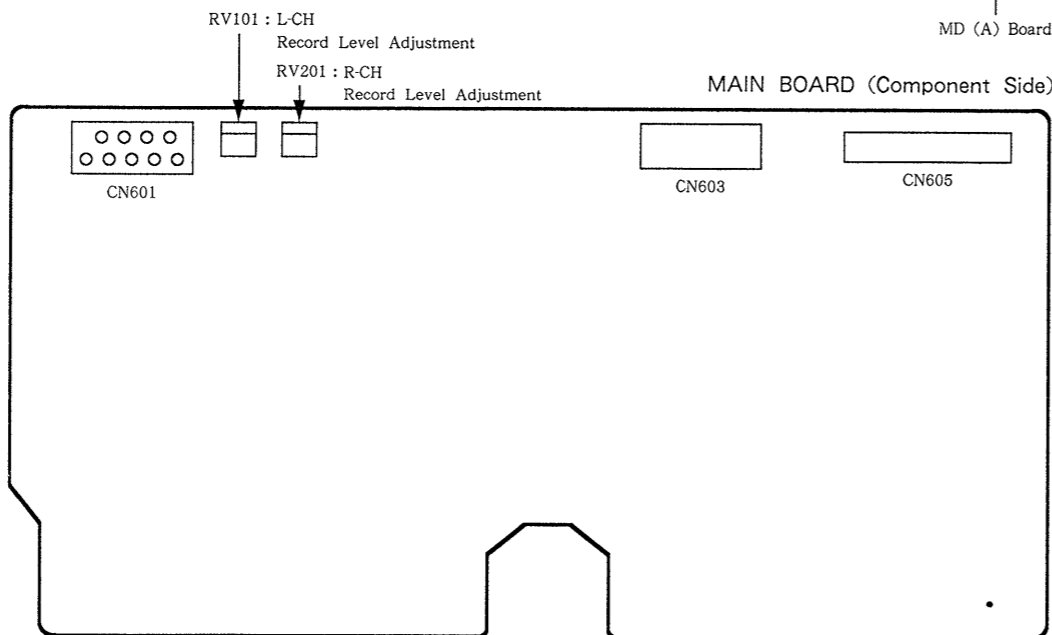 RV101 : L-CH
Record Level Adjustment
RV201 : R-CH
Record Level Adjustment
MD (A) Board
MAIN BOARD (Component Side)
CN601
CN603
CN605